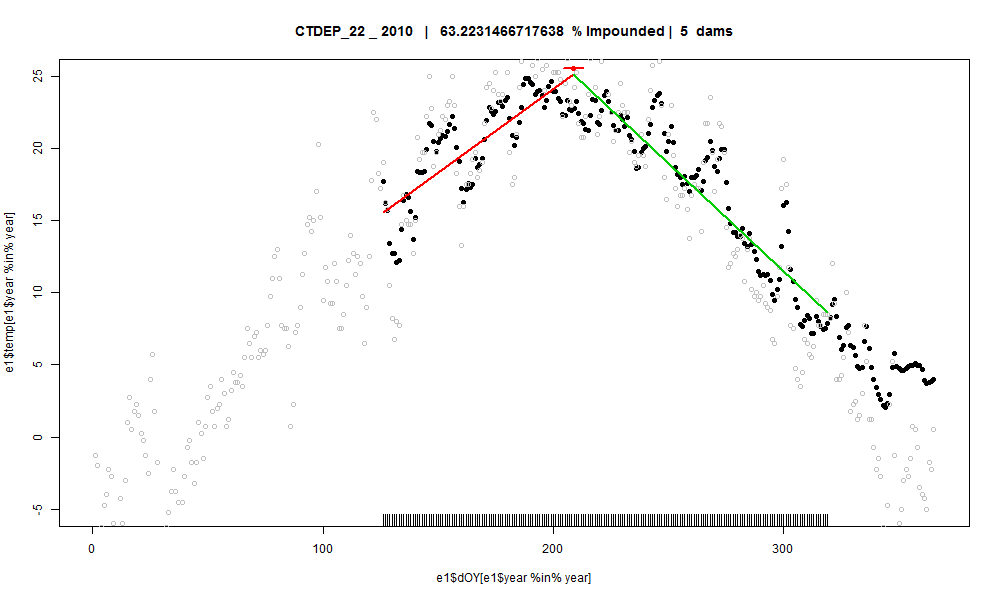 CTDEP_22 _ 2010 | 63.2231466717638 % Impounded | 5 dams
e1$temp[e1$year %in% year]
25
20
15
10
5
0
-5
0 100 200 300
e1$dOY[e1$year %in% year]